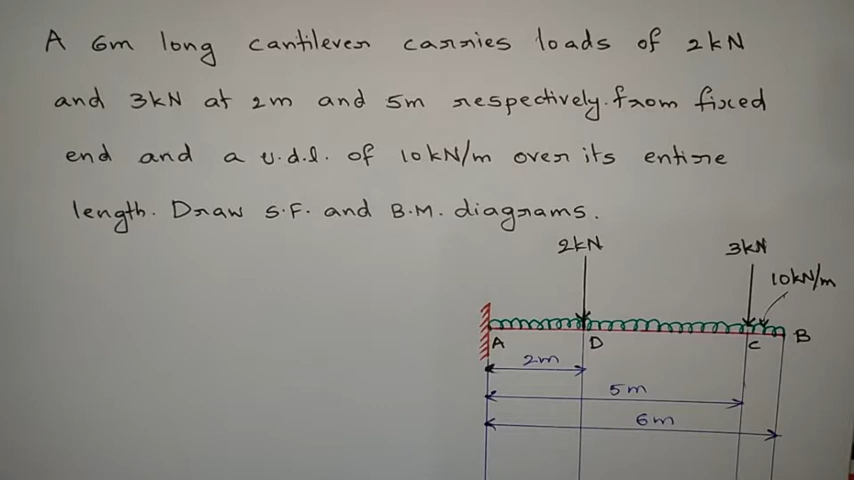 A 6m long cantilever carries loads of 2kN
and 3kN at 2m and 5m respectively. from fixed
end and a u.d.l. of 10kN/m over its entire
length. Draw S.F. and B.M. diagrams.
2kN
3kN
10kN/m
A
D
C
B
2m
5m
6m